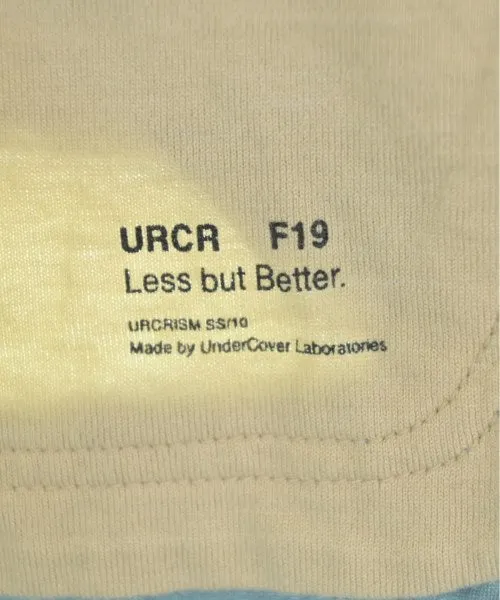 URCR F19
Less but Better.
URCRISM SS/10
Made by UnderCover Laboratories